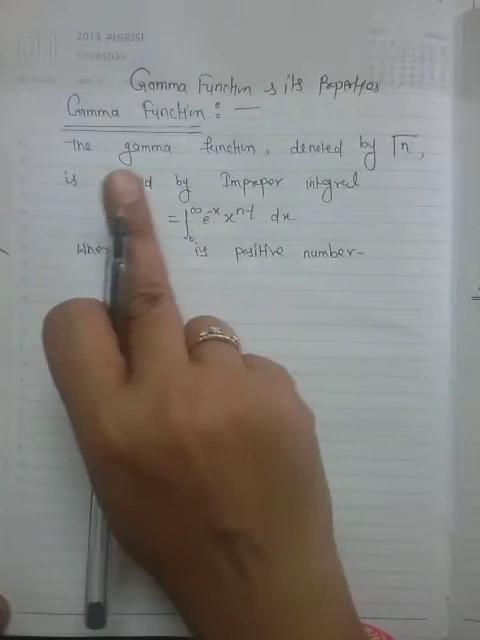 01
2013 AUGUST
THURSDAY
Gamma Function & its Properties
Gamma Function : —
The gamma function, denoted by Γn,
is by Improper integral
= ∫₀^∞ e^-x x^n-1 dx
is positive number-